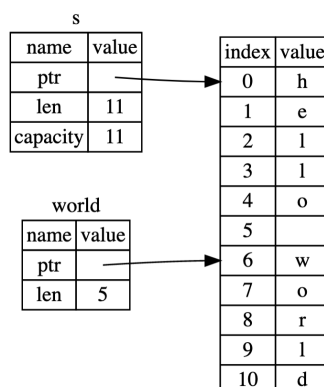 s
name value
ptr
len 11
capacity 11
world
name value
ptr
len 5
index value
0 h
1 e
2 l
3 l
4 o
5
6 w
7 o
8 r
9 l
10 d